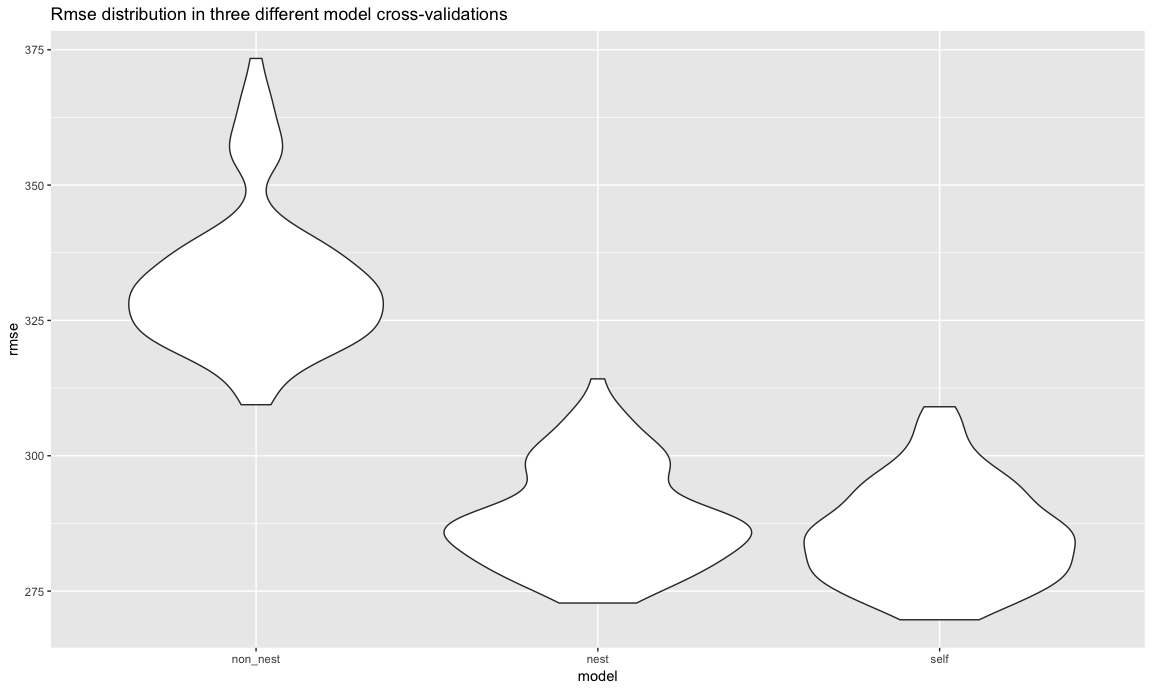 Rmse distribution in three different model cross-validations
375
350
325
300
275
rmse
non_nest
nest
self
model